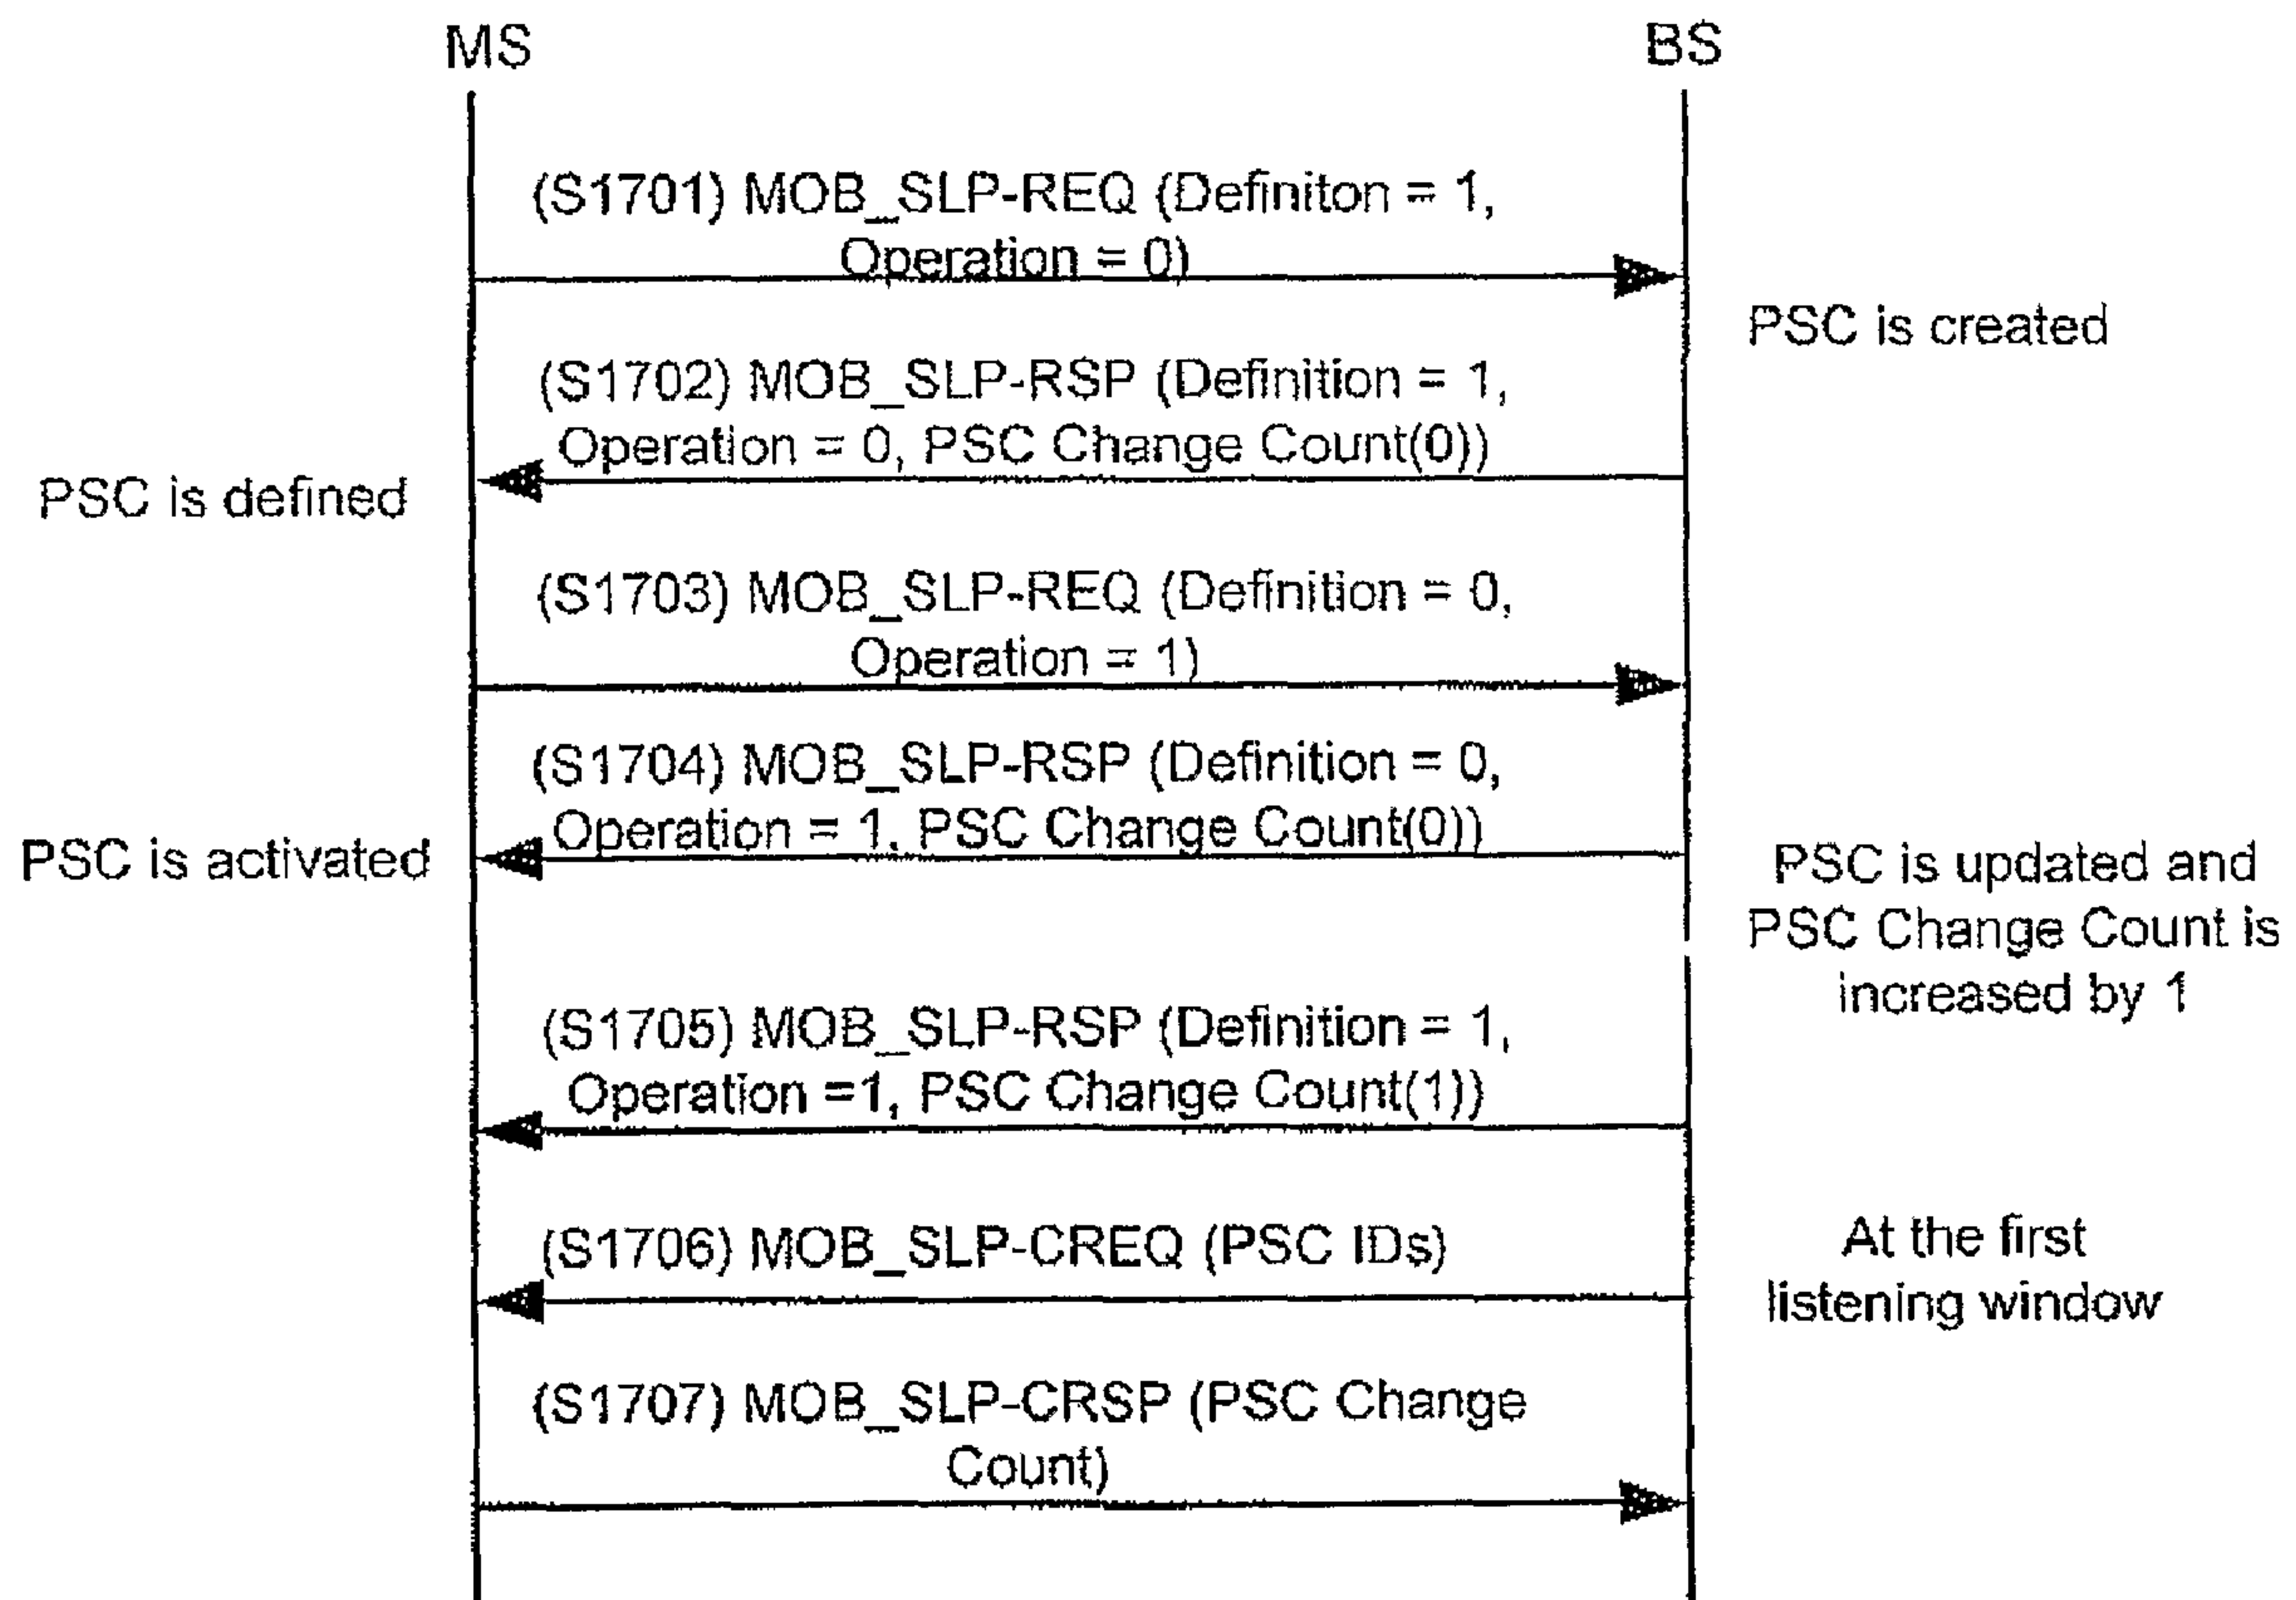 MS
BS
(S1701) MOB_SLP-REQ (Definiton = 1,
Operation = 0)
PSC is created
(S1702) MOB_SLP-RSP (Definition = 1,
Operation = 0, PSC Change Count(0))
PSC is defined
(S1703) MOB_SLP-REQ (Definition = 0,
Operation = 1)
(S1704) MOB_SLP-RSP (Definition = 0,
Operation = 1, PSC Change Count(0))
PSC is activated
PSC is updated and
PSC Change Count is
increased by 1
(S1705) MOB_SLP-RSP (Definition = 1,
Operation =1, PSC Change Count(1))
(S1706) MOB_SLP-CREQ (PSC IDs)
At the first
listening window
(S1707) MOB_SLP-CRSP (PSC Change
Count)